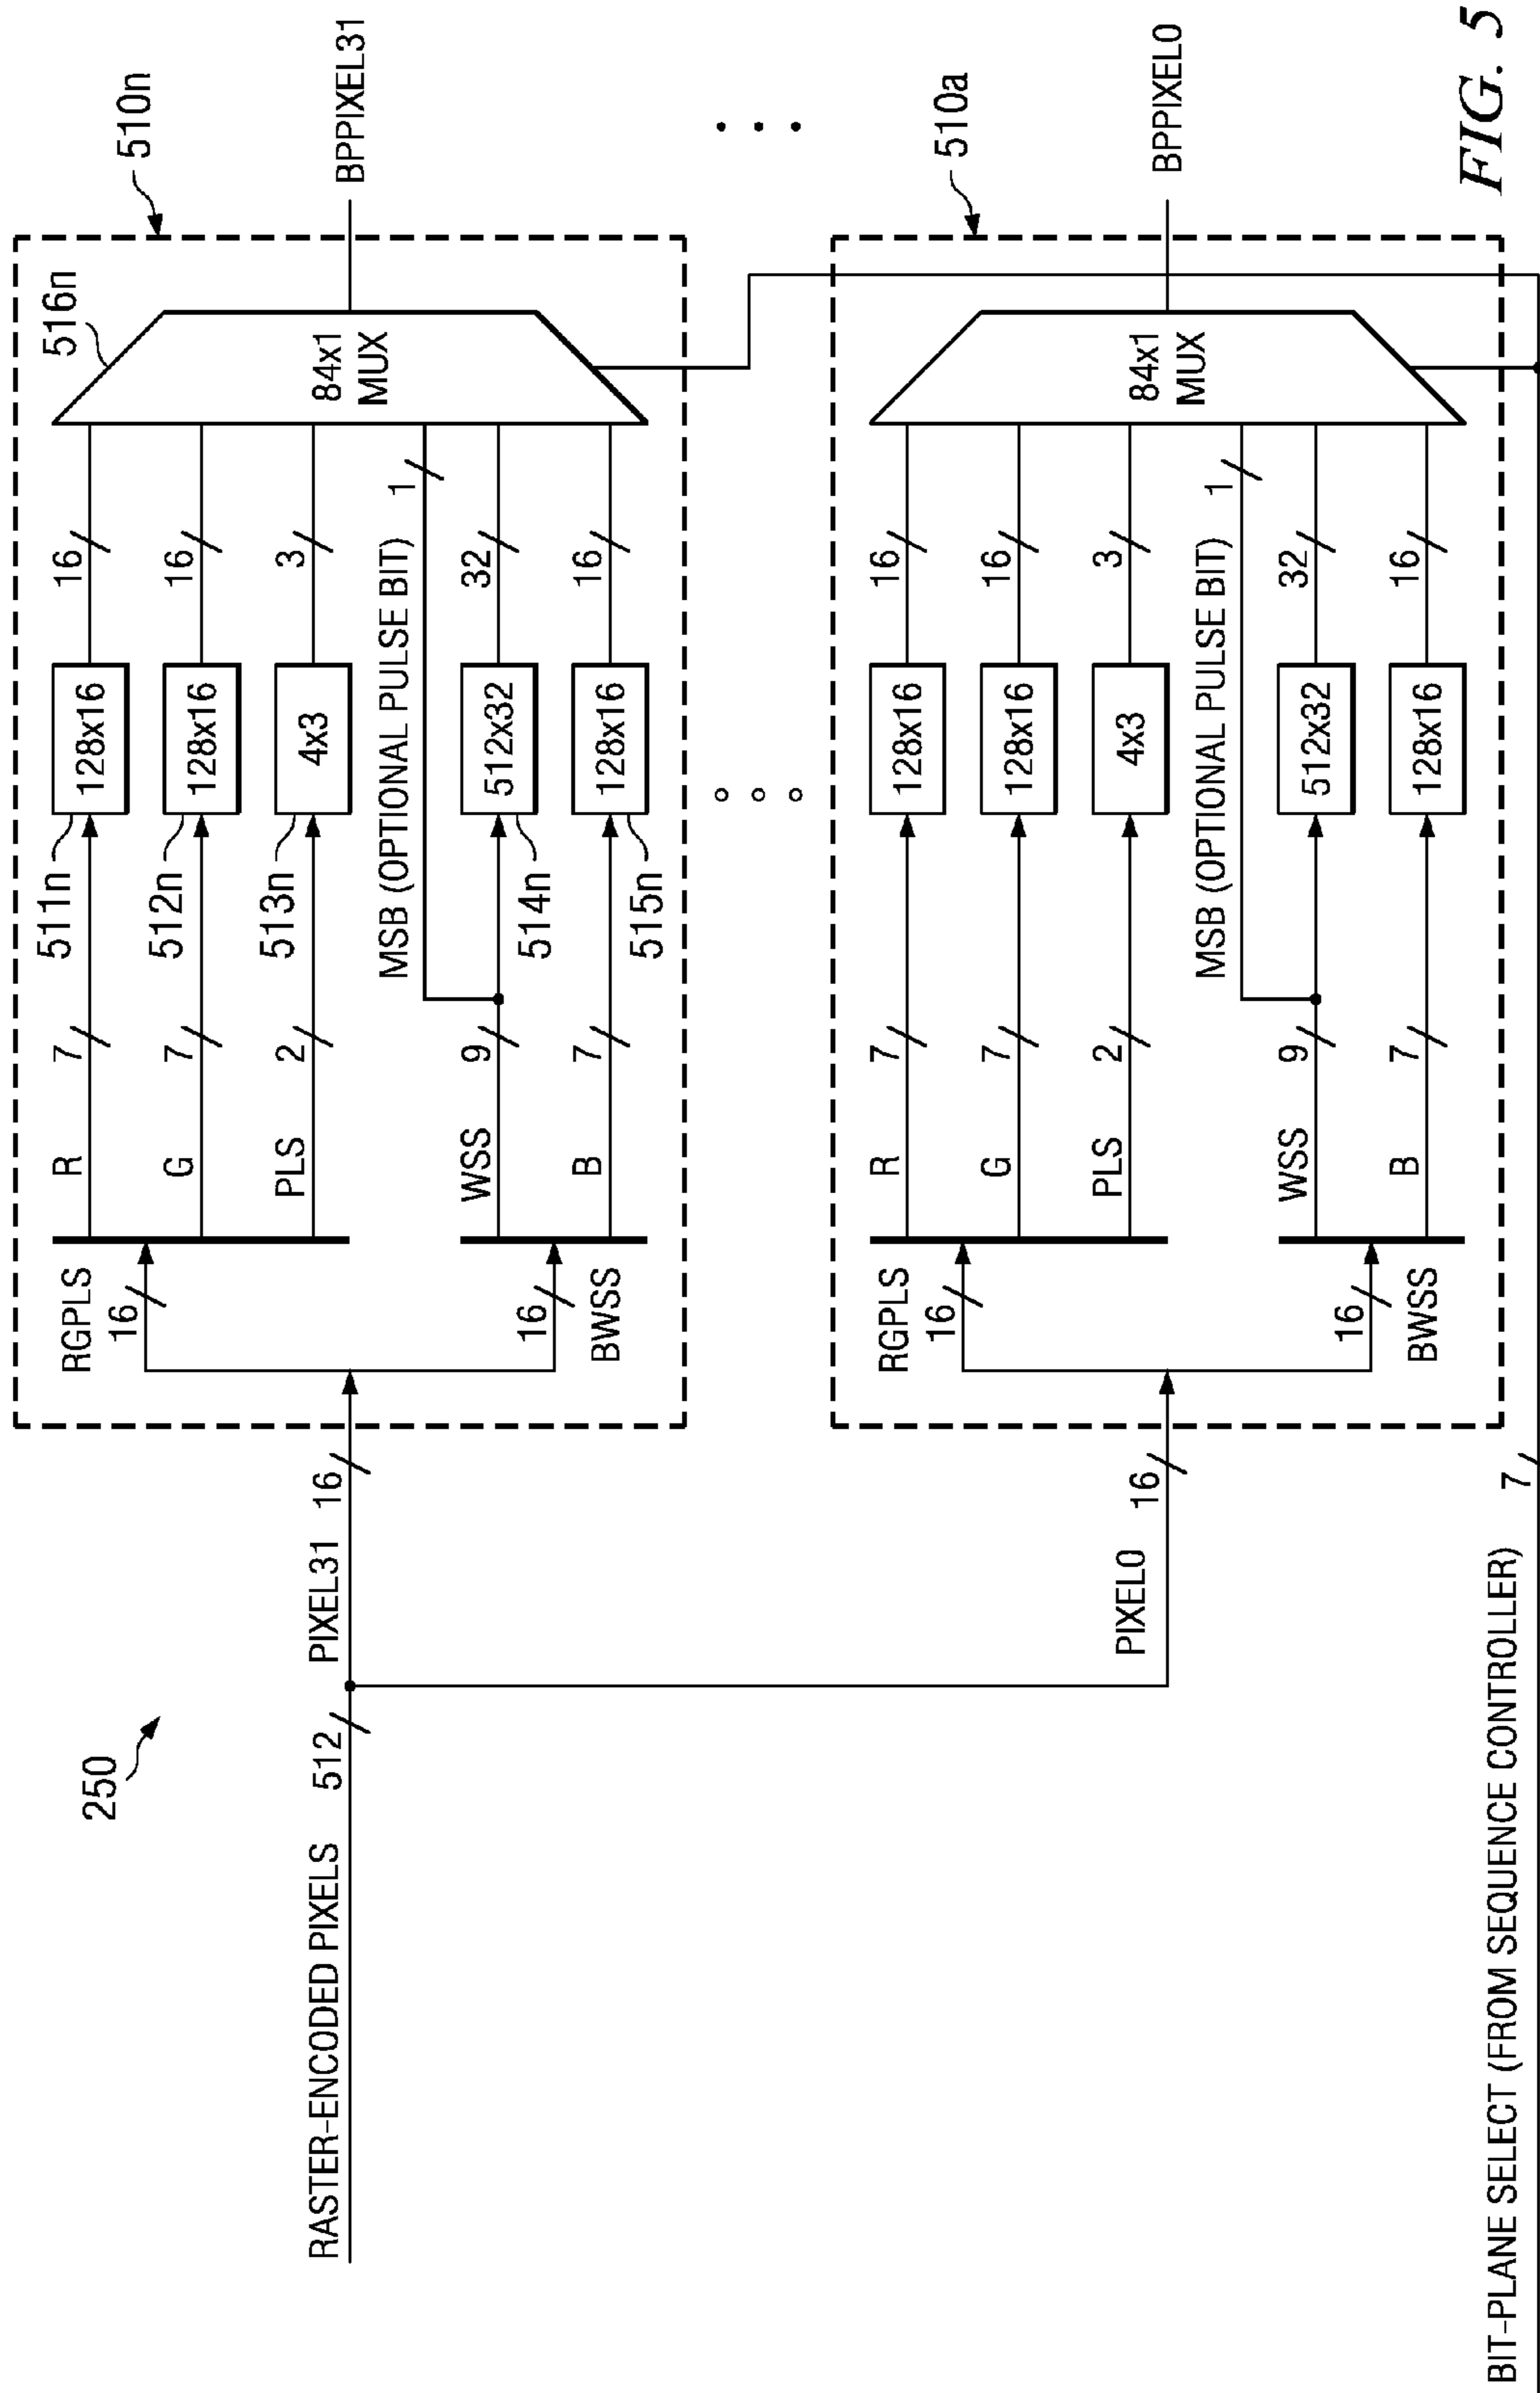 250
RASTER-ENCODED PIXELS 512
PIXEL31 16
RGPLS
16
16
BWSS
R 7
G 7
PLS 2
WSS 9
B 7
511n
512n
513n
MSB (OPTIONAL PULSE BIT)
514n
515n
128x16
128x16
4x3
512x32
128x16
16
16
3
1
32
16
516n
84x1
MUX
510n
BPPIXEL31
PIXEL0 16
RGPLS
16
16
BWSS
R 7
G 7
PLS 2
WSS 9
B 7
MSB (OPTIONAL PULSE BIT)
128x16
128x16
4x3
512x32
128x16
16
16
3
1
32
16
84x1
MUX
510a
BPPIXEL0
BIT-PLANE SELECT (FROM SEQUENCE CONTROLLER) 7
FIG. 5